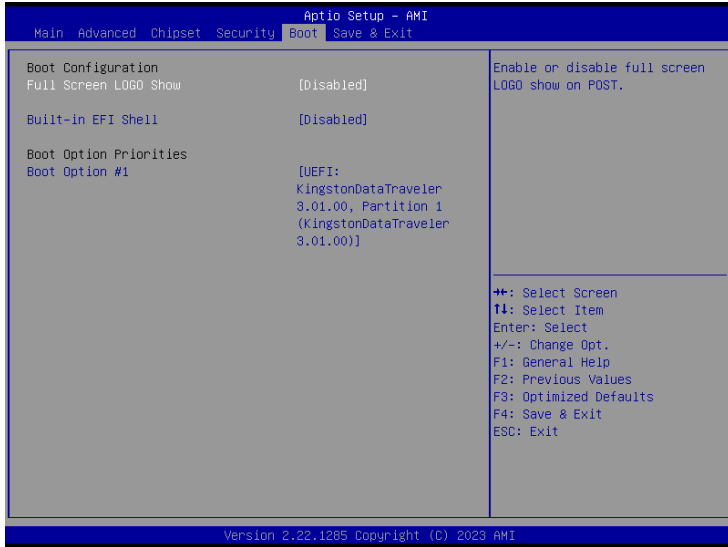 Aptio Setup – AMI
Main Advanced Chipset Security Boot Save & Exit
Boot Configuration
Full Screen LOGO Show [Disabled]
Built-in EFI Shell [Disabled]
Boot Option Priorities
Boot Option #1 [UEFI:
KingstonDataTraveler
3.01.00, Partition 1
(KingstonDataTraveler
3.01.00)]
Enable or disable full screen
LOGO show on POST.
→←: Select Screen
↑↓: Select Item
Enter: Select
+/-: Change Opt.
F1: General Help
F2: Previous Values
F3: Optimized Defaults
F4: Save & Exit
ESC: Exit
Version 2.22.1285 Copyright (C) 2023 AMI